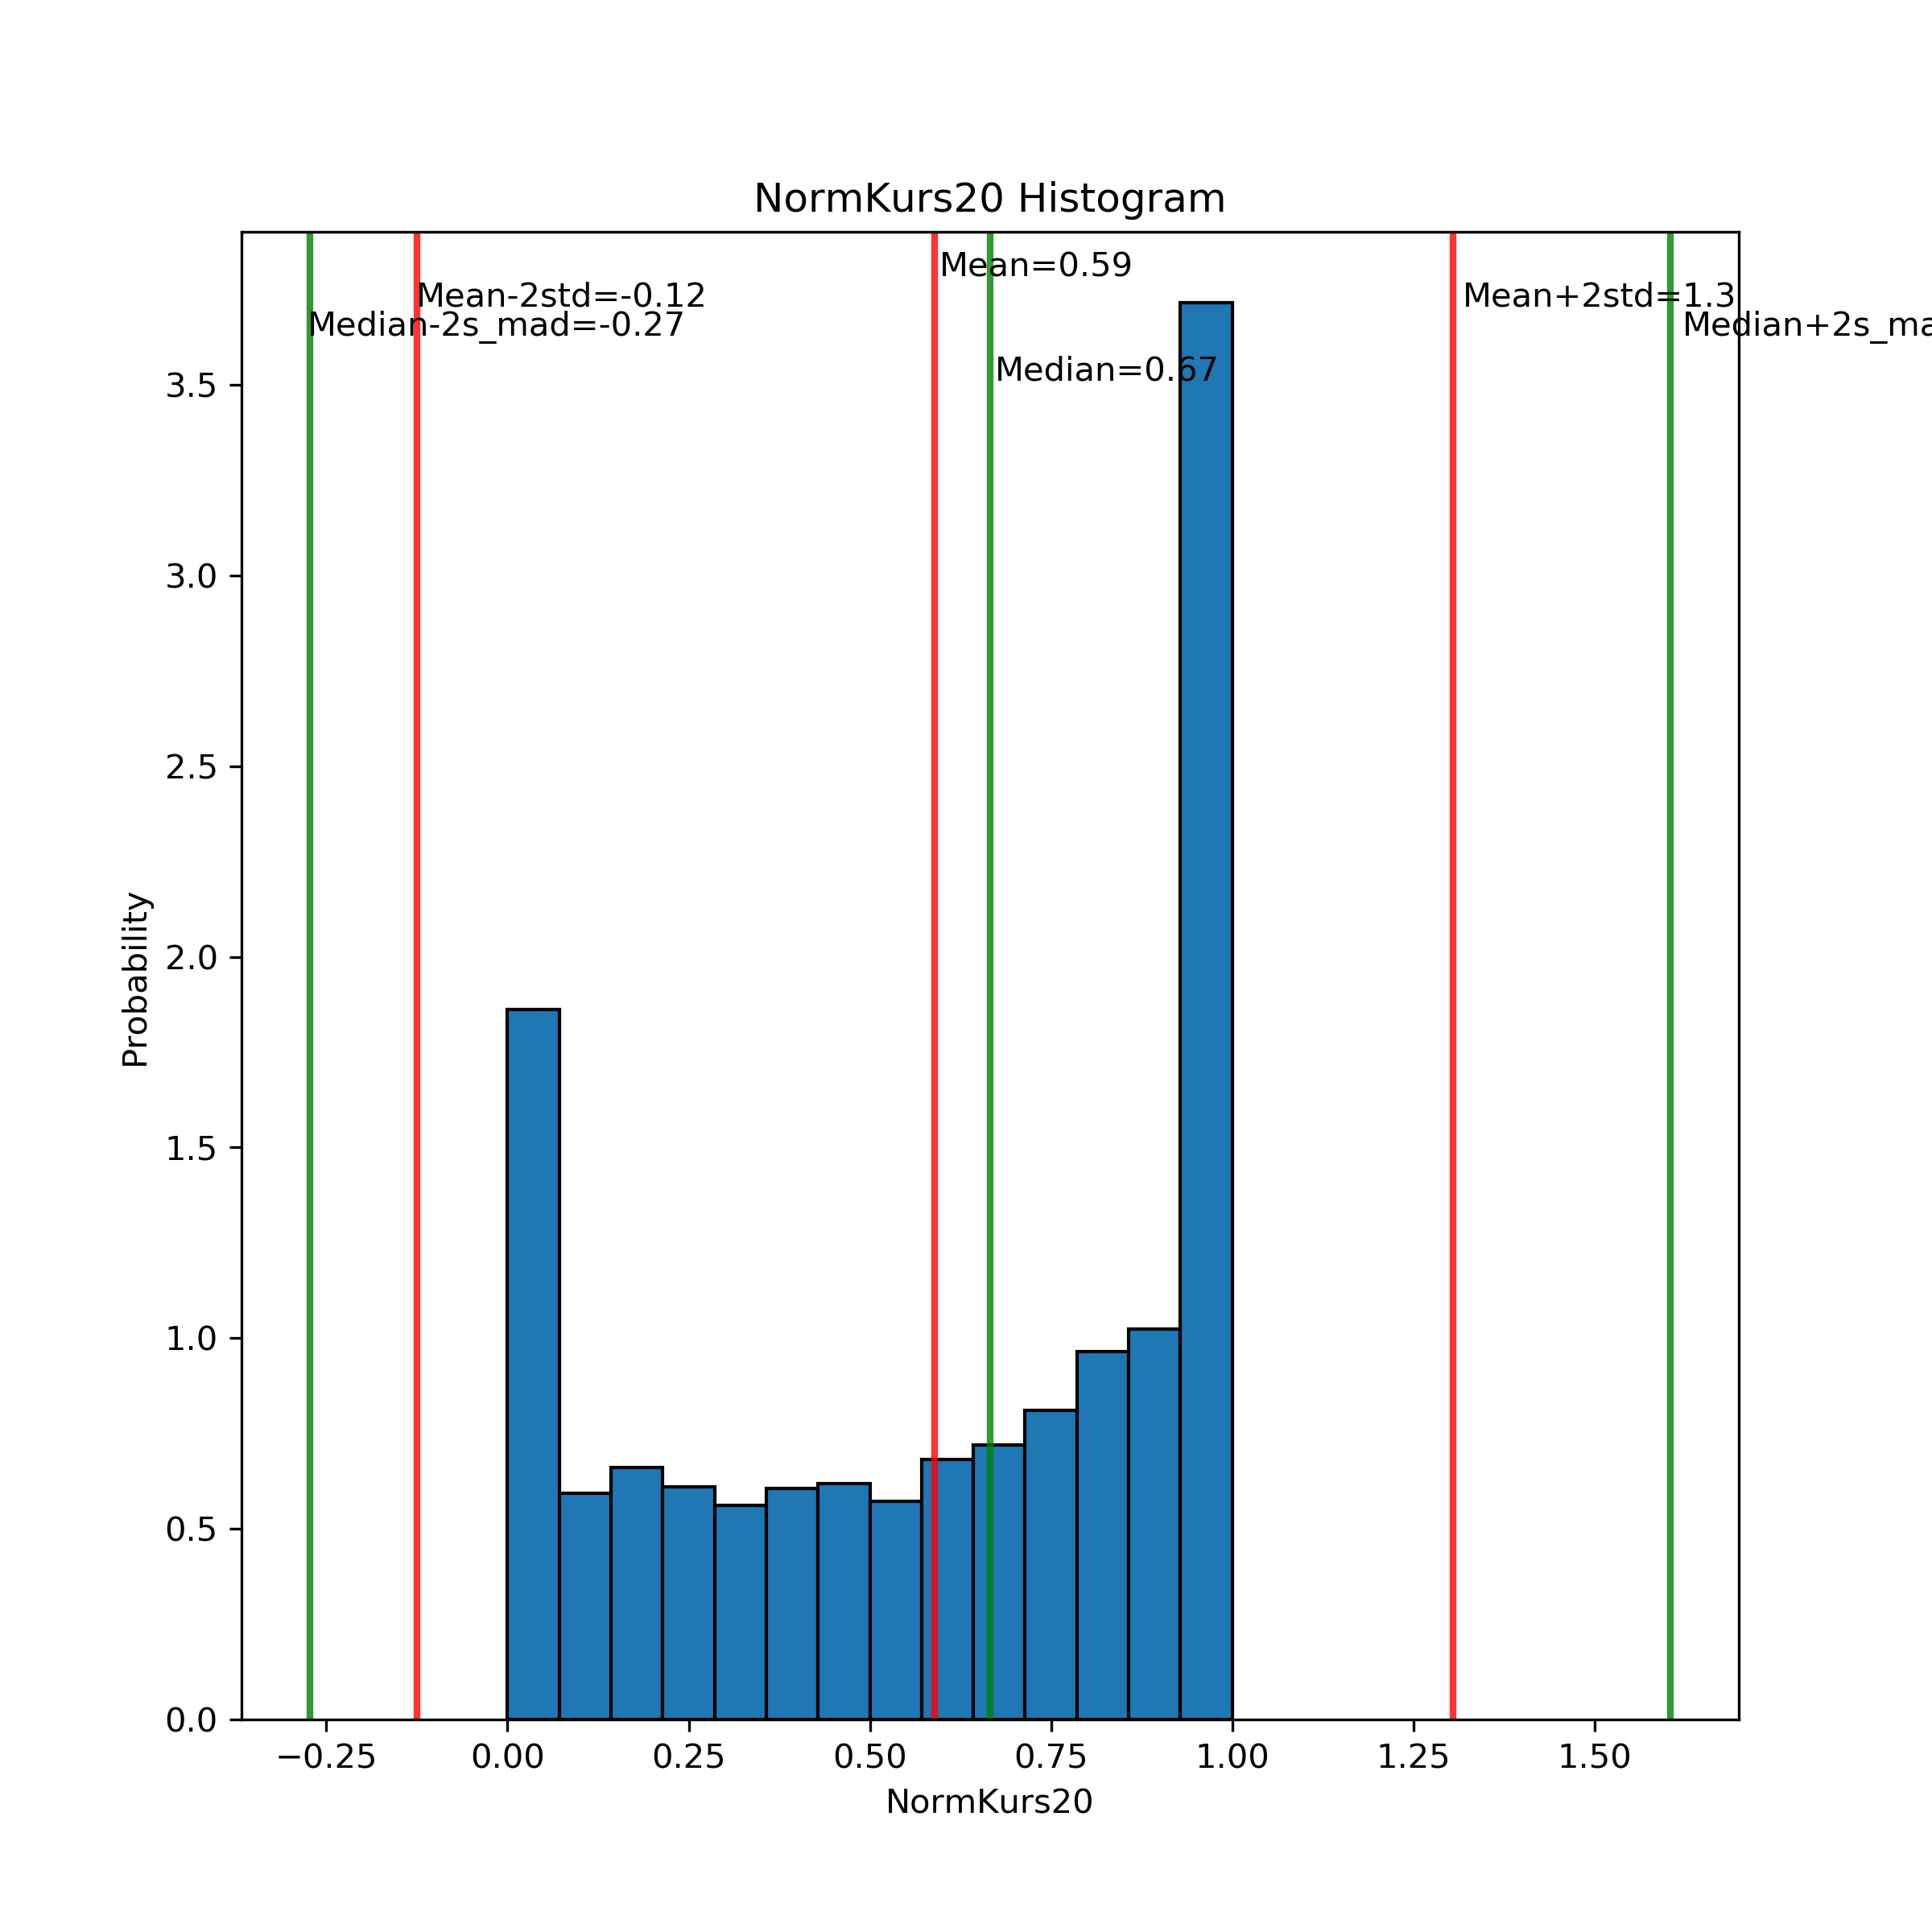 NormKurs20 Histogram
Mean=0.59
Mean-2std=-0.12
Mean+2std=1.3
Median-2s_mad=-0.27
Median+2s_ma
Median=0.67
3.5
3.0
2.5
2.0
1.5
1.0
0.5
0.0
Probability
−0.25
0.00
0.25
0.50
0.75
1.00
1.25
1.50
NormKurs20